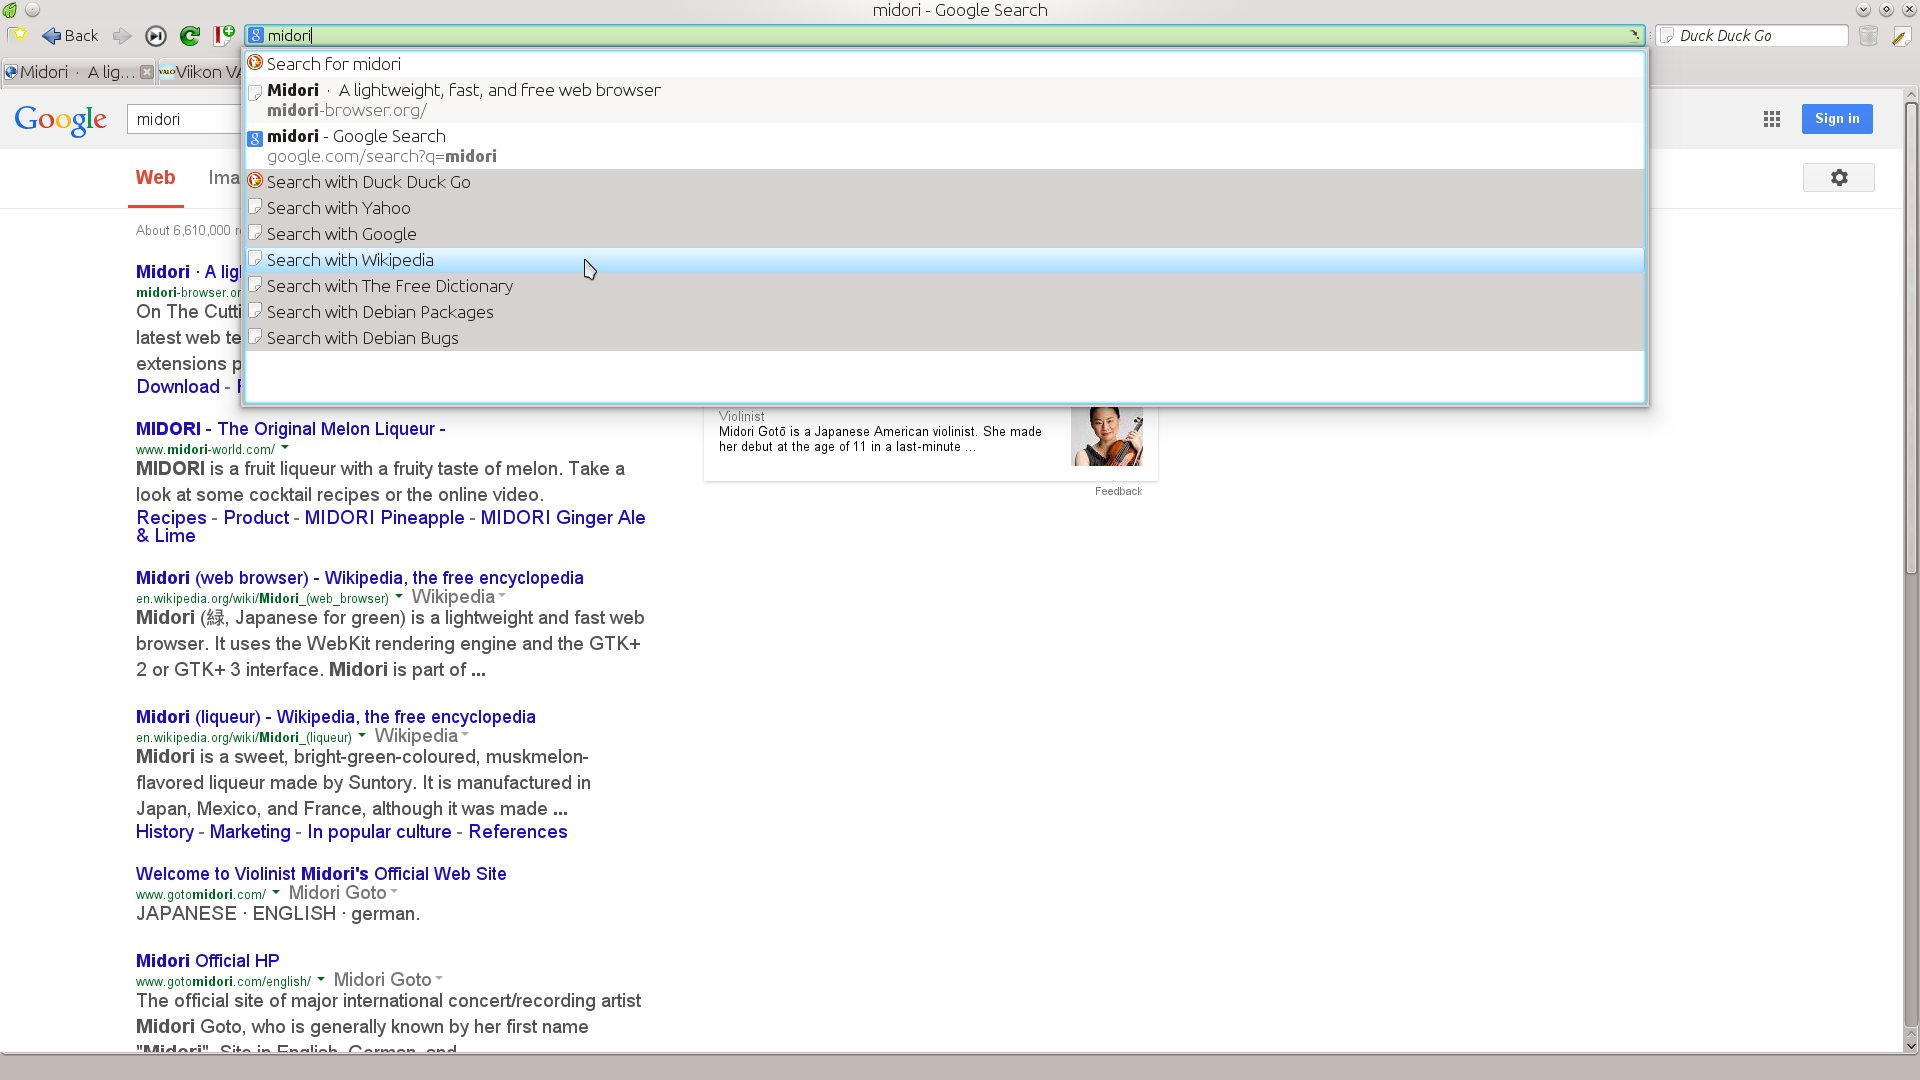 midori - Google Search
Back
midori
Duck Duck Go
Midori · A lig...
Viikon VA
Search for midori
Midori · A lightweight, fast, and free web browser
midori-browser.org/
midori - Google Search
google.com/search?q=midori
Search with Duck Duck Go
Search with Yahoo
Search with Google
Search with Wikipedia
Search with The Free Dictionary
Search with Debian Packages
Search with Debian Bugs
Google
midori
Sign in
Web
Ima
About 6,610,000 r
Midori · A lig
midori-browser.or
On The Cutti
latest web te
extensions p
Download - F
Violinist
Midori Gotō is a Japanese American violinist. She made
her debut at the age of 11 in a last-minute ...
Feedback
MIDORI - The Original Melon Liqueur -
www.midori-world.com/
MIDORI is a fruit liqueur with a fruity taste of melon. Take a
look at some cocktail recipes or the online video.
Recipes - Product - MIDORI Pineapple - MIDORI Ginger Ale
& Lime
Midori (web browser) - Wikipedia, the free encyclopedia
en.wikipedia.org/wiki/Midori_(web_browser) Wikipedia
Midori (緑, Japanese for green) is a lightweight and fast web
browser. It uses the WebKit rendering engine and the GTK+
2 or GTK+ 3 interface. Midori is part of ...
Midori (liqueur) - Wikipedia, the free encyclopedia
en.wikipedia.org/wiki/Midori_(liqueur) Wikipedia
Midori is a sweet, bright-green-coloured, muskmelon-
flavored liqueur made by Suntory. It is manufactured in
Japan, Mexico, and France, although it was made ...
History - Marketing - In popular culture - References
Welcome to Violinist Midori's Official Web Site
www.gotomidori.com/ Midori Goto
JAPANESE · ENGLISH · german.
Midori Official HP
www.gotomidori.com/english/ Midori Goto
The official site of major international concert/recording artist
Midori Goto, who is generally known by her first name
"Midori". Site in English, German, and